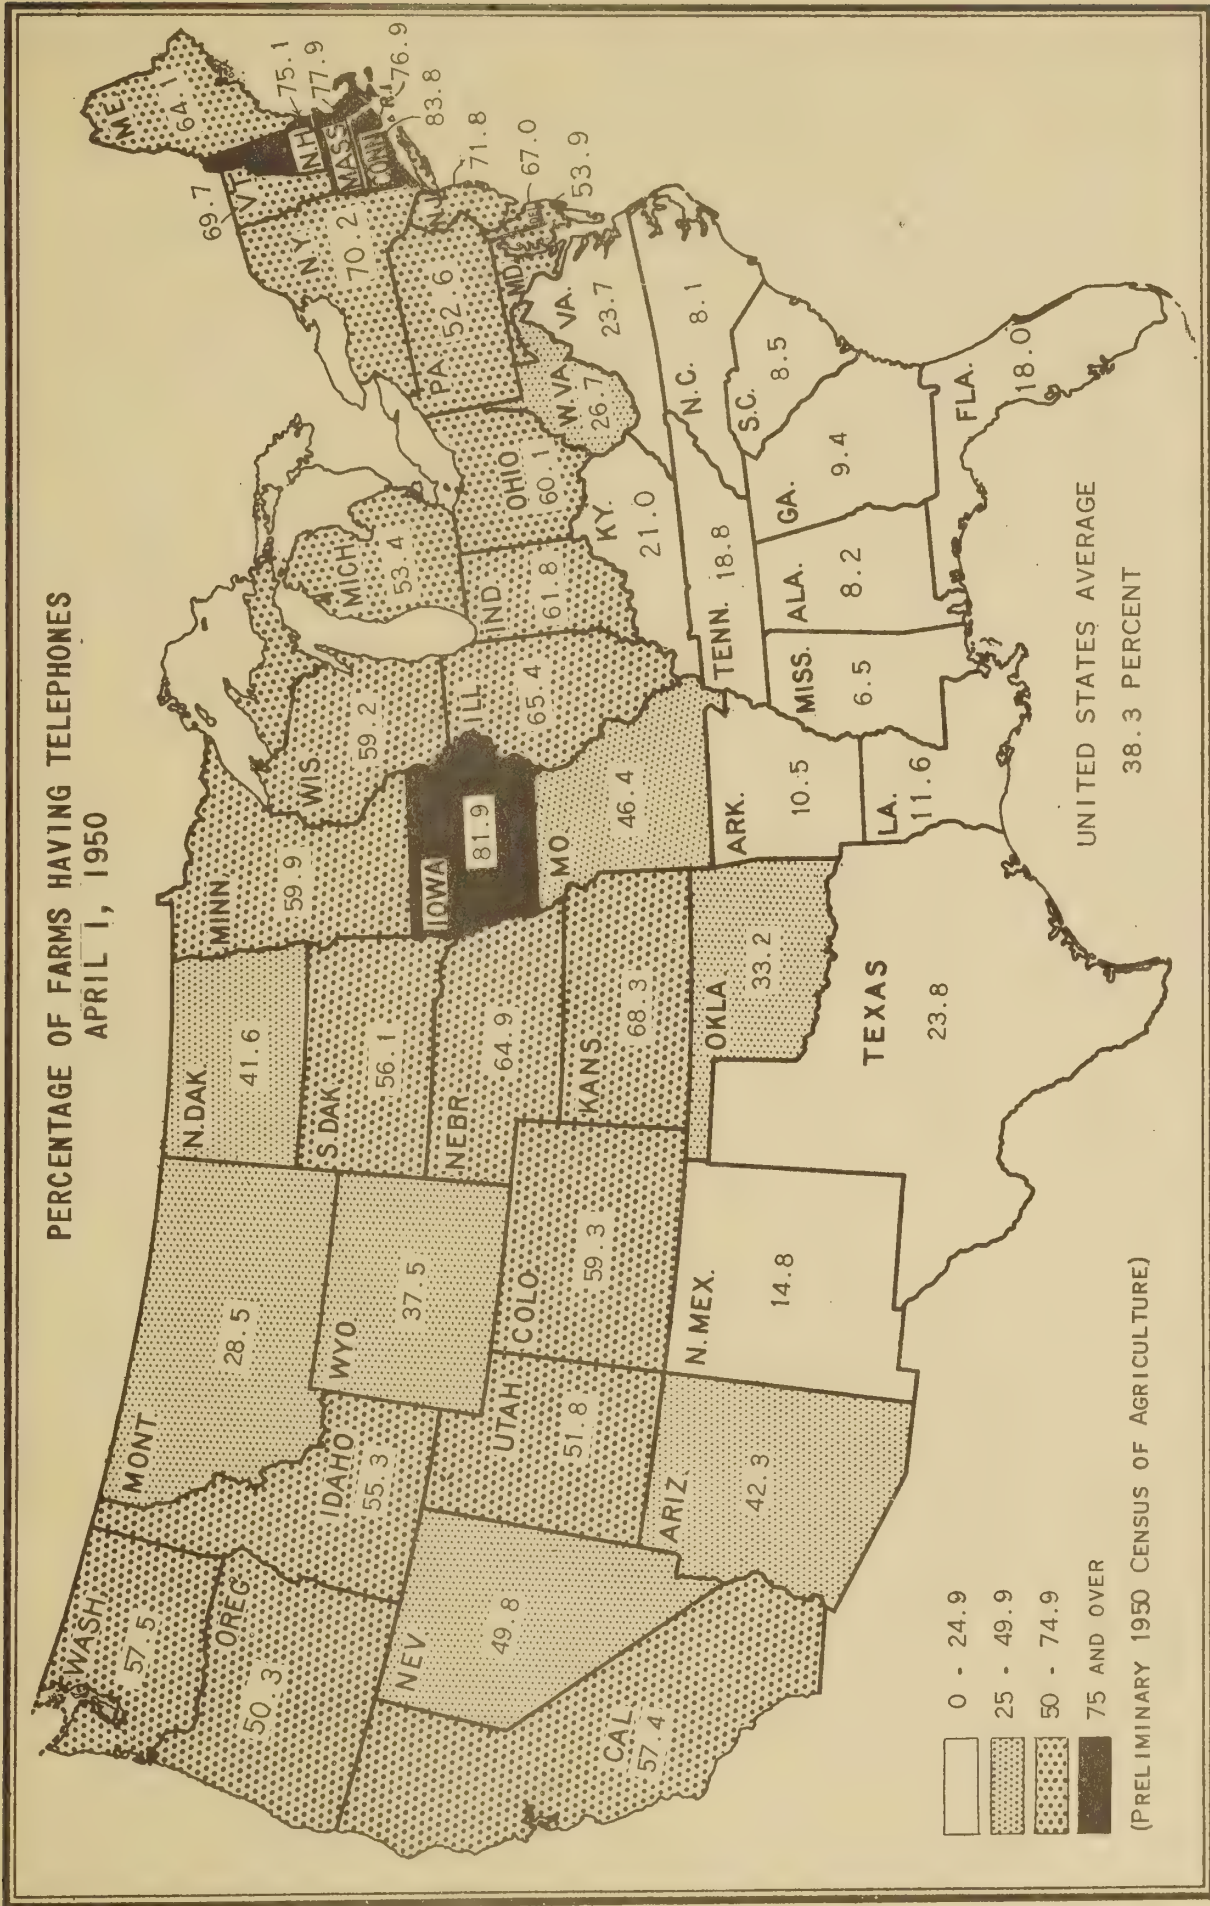 PERCENTAGE OF FARMS HAVING TELEPHONES
APRIL 1, 1950
WASH.
57.5
OREG
50.3
CAL
57.4
NEV
49.8
IDAHO
55.3
MONT
28.5
WYO
37.5
UTAH
51.8
COLO
59.3
ARIZ
42.3
N.MEX.
14.8
N.DAK
41.6
S DAK
56.1
NEBR.
64.9
KANS
68.3
OKLA.
33.2
TEXAS
23.8
MINN
59.9
IOWA
81.9
MO
46.4
ARK.
10.5
LA.
11.6
WIS.
59.2
ILL
65.4
MICH
53.4
IND
61.8
OHIO
60.1
KY.
21.0
TENN. 18.8
MISS.
6.5
ALA.
8.2
GA.
9.4
FLA.
18.0
S.C.
8.5
N.C.
8.1
VA.
23.7
W.VA.
26.7
MD.
53.9
DEL
67.0
PA 52.6
N.J.
71.8
N.Y.
70.2
VT.
69.7
N.H.
75.1
MASS
77.9
R.I.
76.9
CONN
83.8
ME
64.1
UNITED STATES AVERAGE
38.3 PERCENT
0 - 24.9
25 - 49.9
50 - 74.9
75 AND OVER
(PRELIMINARY 1950 CENSUS OF AGRICULTURE)